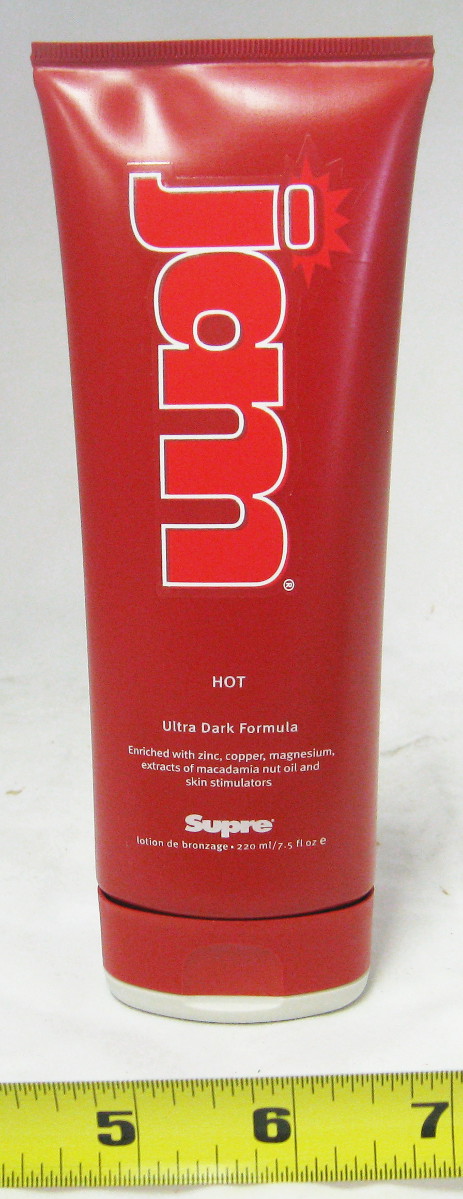 jam®
HOT
Ultra Dark Formula
Enriched with zinc, copper, magnesium,
extracts of macadamia nut oil and
skin stimulators
Supre®
lotion de bronzage • 220 ml/7.5 fl oz e
5 6 7